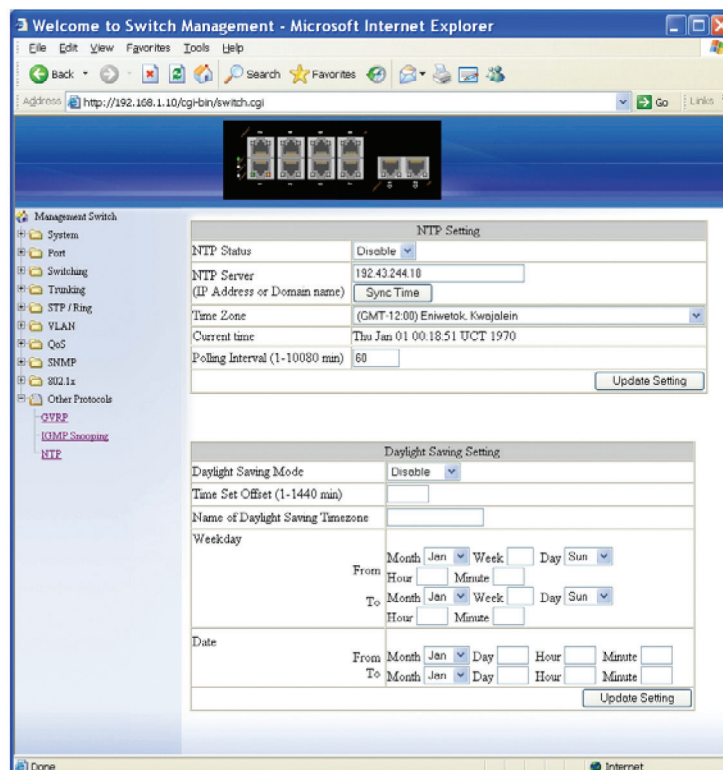 Welcome to Switch Management - Microsoft Internet Explorer
File Edit View Favorites Tools Help
Back Search Favorites
Address http://192.168.1.10/cgi-bin/switch.cgi Go Links
Management Switch
System
Port
Switching
Trunking
STP / Ring
VLAN
QoS
SNMP
802.1x
Other Protocols
GVRP
IGMP Snooping
NTP
NTP Setting
NTP Status Disable
NTP Server
(IP Address or Domain name) 192.43.244.18
Sync Time
Time Zone (GMT-12:00) Eniwetok, Kwajalein
Current time Thu Jan 01 00:18:51 UCT 1970
Polling Interval (1-10080 min) 60
Update Setting
Daylight Saving Setting
Daylight Saving Mode Disable
Time Set Offset (1-1440 min)
Name of Daylight Saving Timezone
Weekday
From Month Jan Week Day Sun
Hour Minute
To Month Jan Week Day Sun
Hour Minute
Date
From Month Jan Day Hour Minute
To Month Jan Day Hour Minute
Update Setting
Done Internet